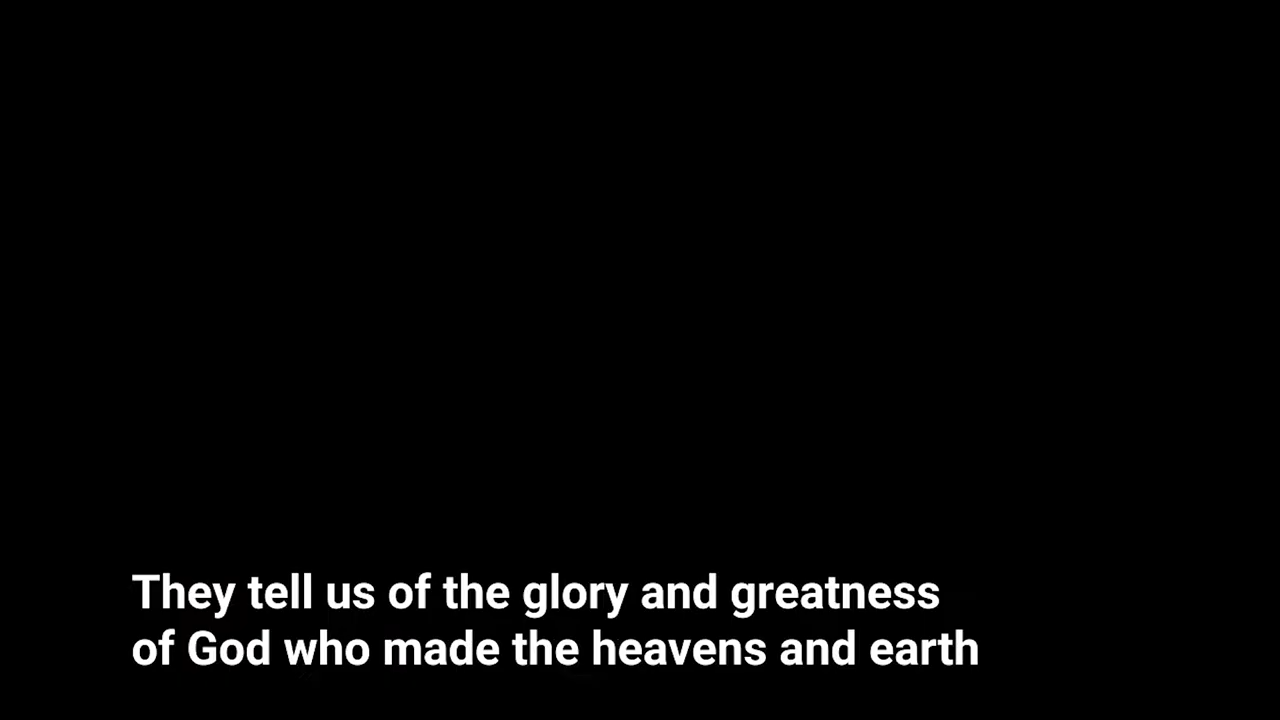 They tell us of the glory and greatness
of God who made the heavens and earth